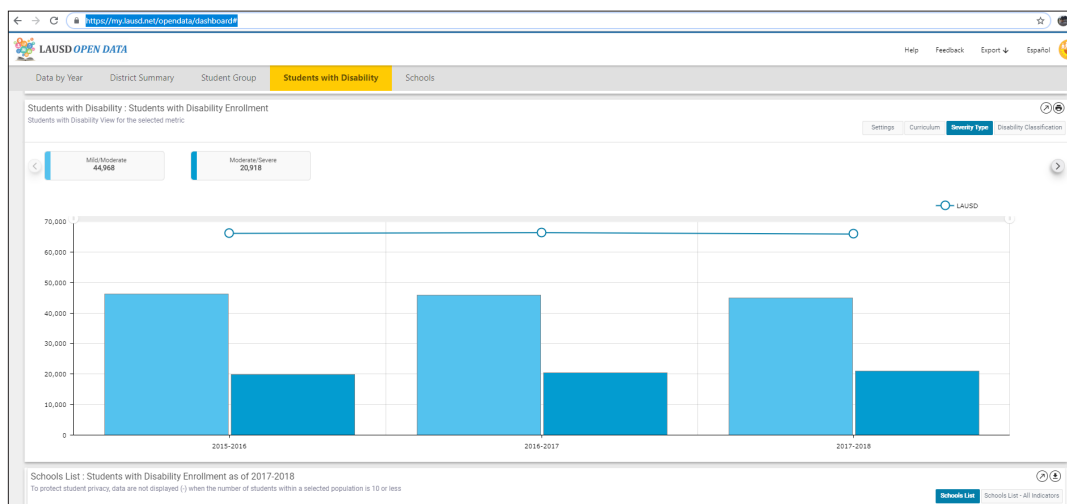 https://my.lausd.net/opendata/dashboard#
LAUSD OPEN DATA
Help Feedback Export Español
Data by Year District Summary Student Group Students with Disability Schools
Students with Disability : Students with Disability Enrollment
Students with Disability View for the selected metric
Settings Curriculum Severity Type Disability Classification
Mild/Moderate
44,968
Moderate/Severe
20,918
LAUSD
70,000
60,000
50,000
40,000
30,000
20,000
10,000
0
2015-2016 2016-2017 2017-2018
Schools List : Students with Disability Enrollment as of 2017-2018
To protect student privacy, data are not displayed (-) when the number of students within a selected population is 10 or less
Schools List Schools List - All Indicators